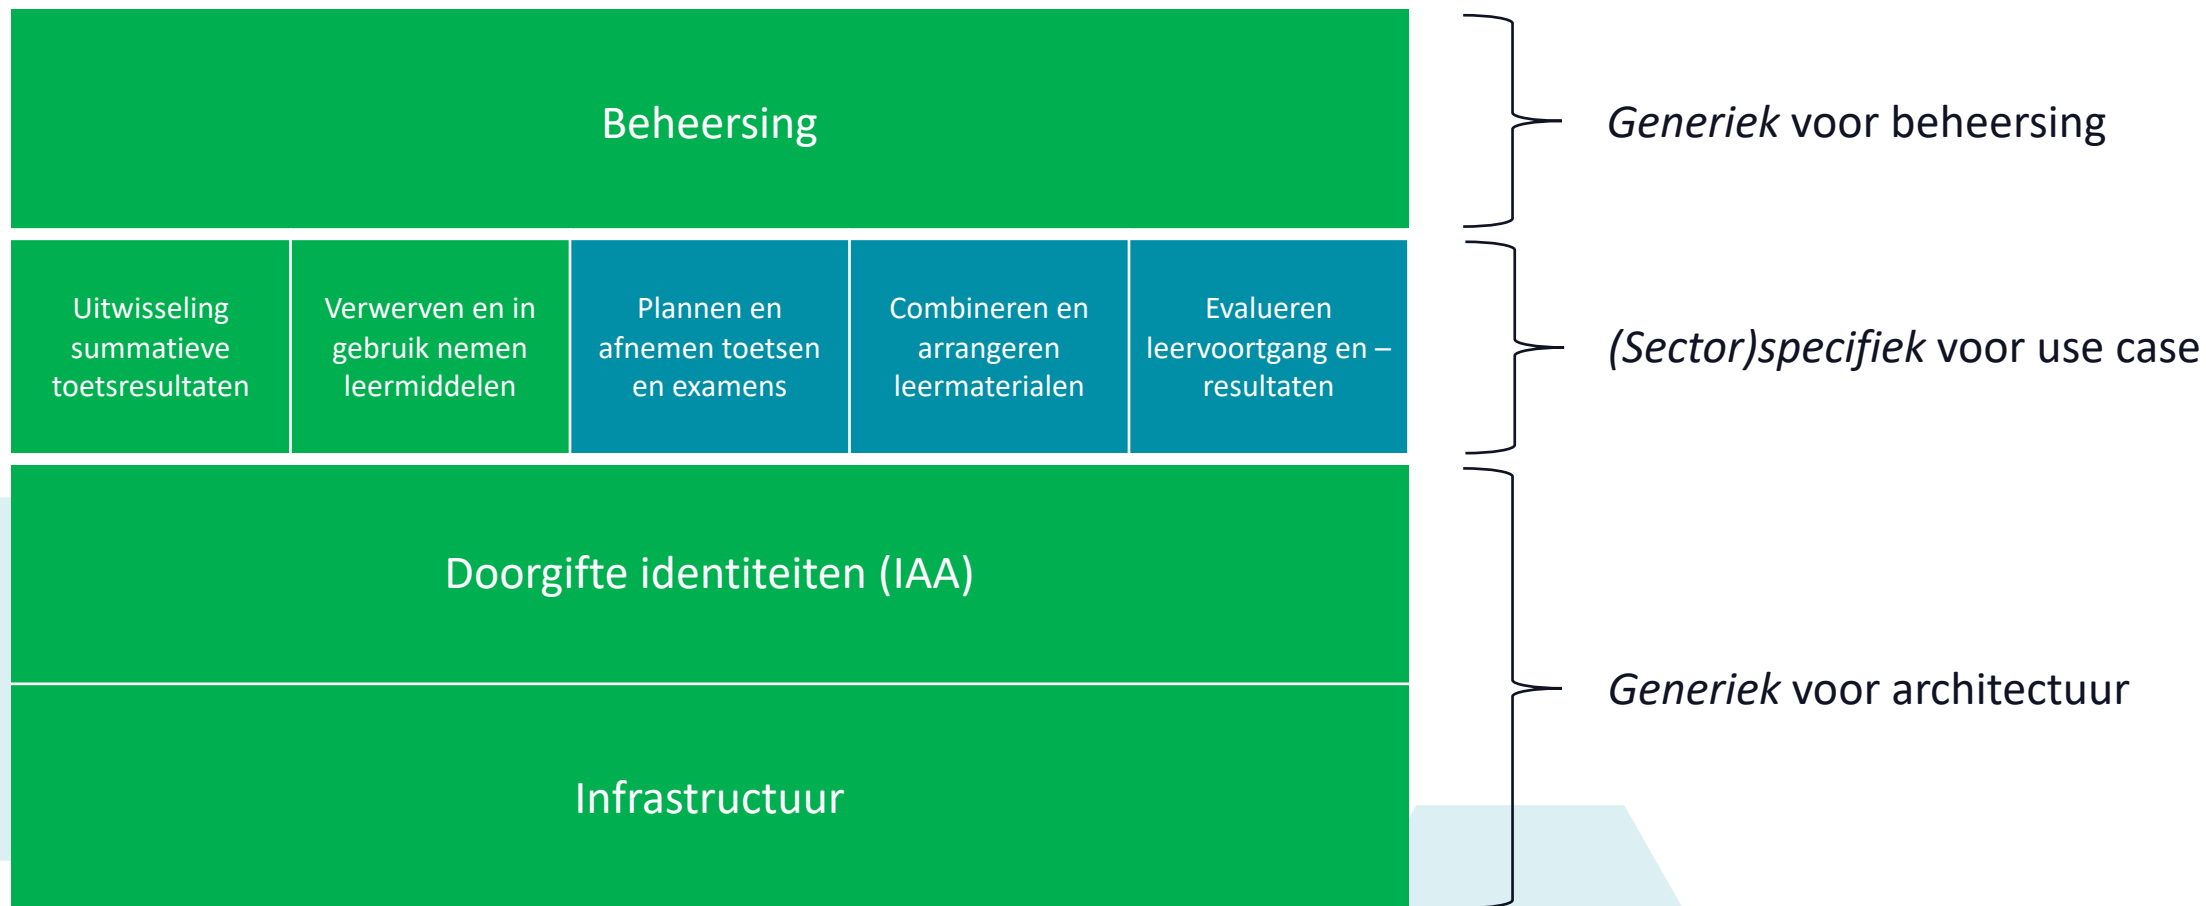 Beheersing
Generiek voor beheersing
Uitwisseling
summatieve
toetsresultaten
Verwerven en in
gebruik nemen
leermiddelen
Plannen en
afnemen toetsen
en examens
Combineren en
arrangeren
leermaterialen
Evalueren
leervoortgang en –
resultaten
(Sector)specifiek voor use case
Doorgifte identiteiten (IAA)
Generiek voor architectuur
Infrastructuur